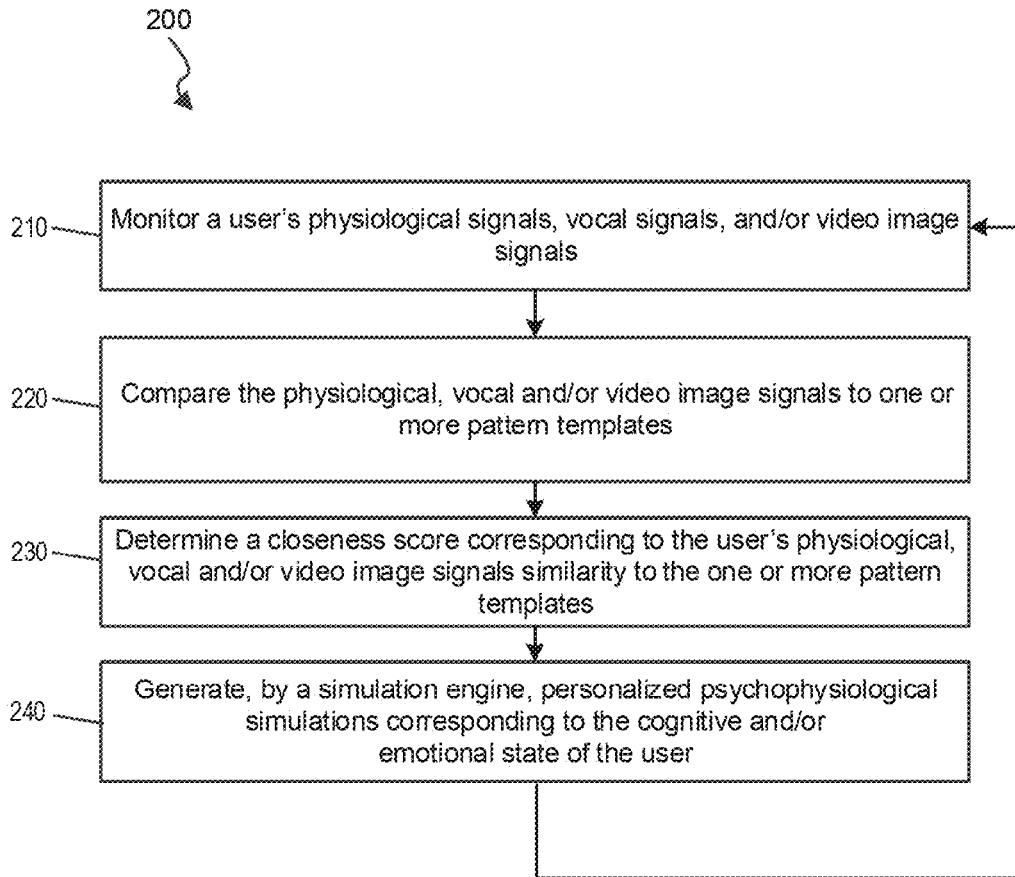 200
210
Monitor a user's physiological signals, vocal signals, and/or video image
signals
220
Compare the physiological, vocal and/or video image signals to one or
more pattern templates
230
Determine a closeness score corresponding to the user's physiological,
vocal and/or video image signals similarity to the one or more pattern
templates
240
Generate, by a simulation engine, personalized psychophysiological
simulations corresponding to the cognitive and/or
emotional state of the user